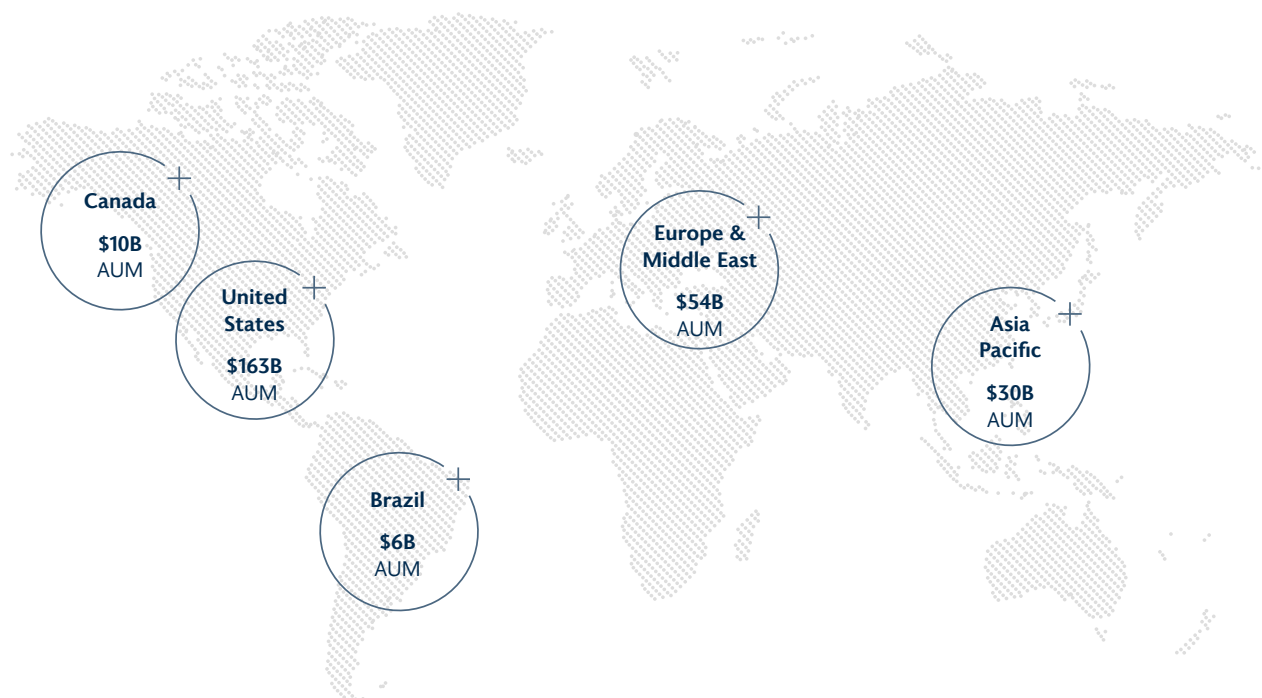 Canada
$10B
AUM
United
States
$163B
AUM
Brazil
$6B
AUM
Europe &
Middle East
$54B
AUM
Asia
Pacific
$30B
AUM